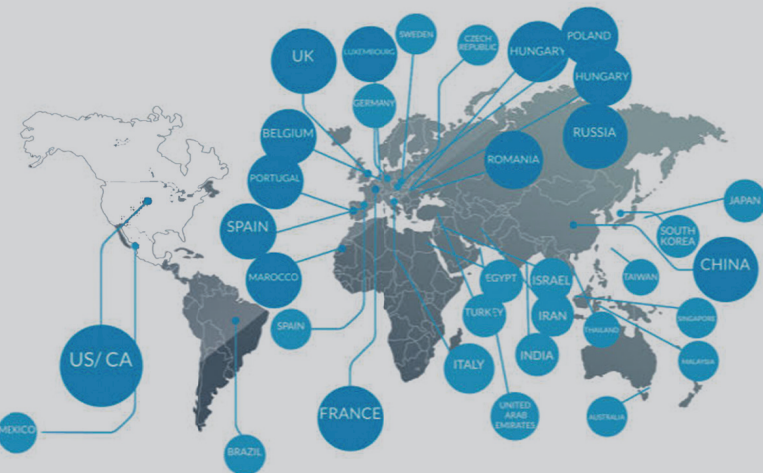 UK
LUXEMBOURG
SWEDEN
CZECH
REPUBLIC
HUNGARY
POLAND
HUNGARY
GERMANY
BELGIUM
RUSSIA
ROMANIA
PORTUGAL
SPAIN
MAROCCO
JAPAN
SOUTH
KOREA
CHINA
TAIWAN
EGYPT
ISRAEL
TURKEY
IRAN
SINGAPORE
THAILAND
SPAIN
INDIA
MALYSIA
US/ CA
ITALY
FRANCE
UNITED
ARAB
EMIRATES
AUSTRALIA
MEXICO
BRAZIL